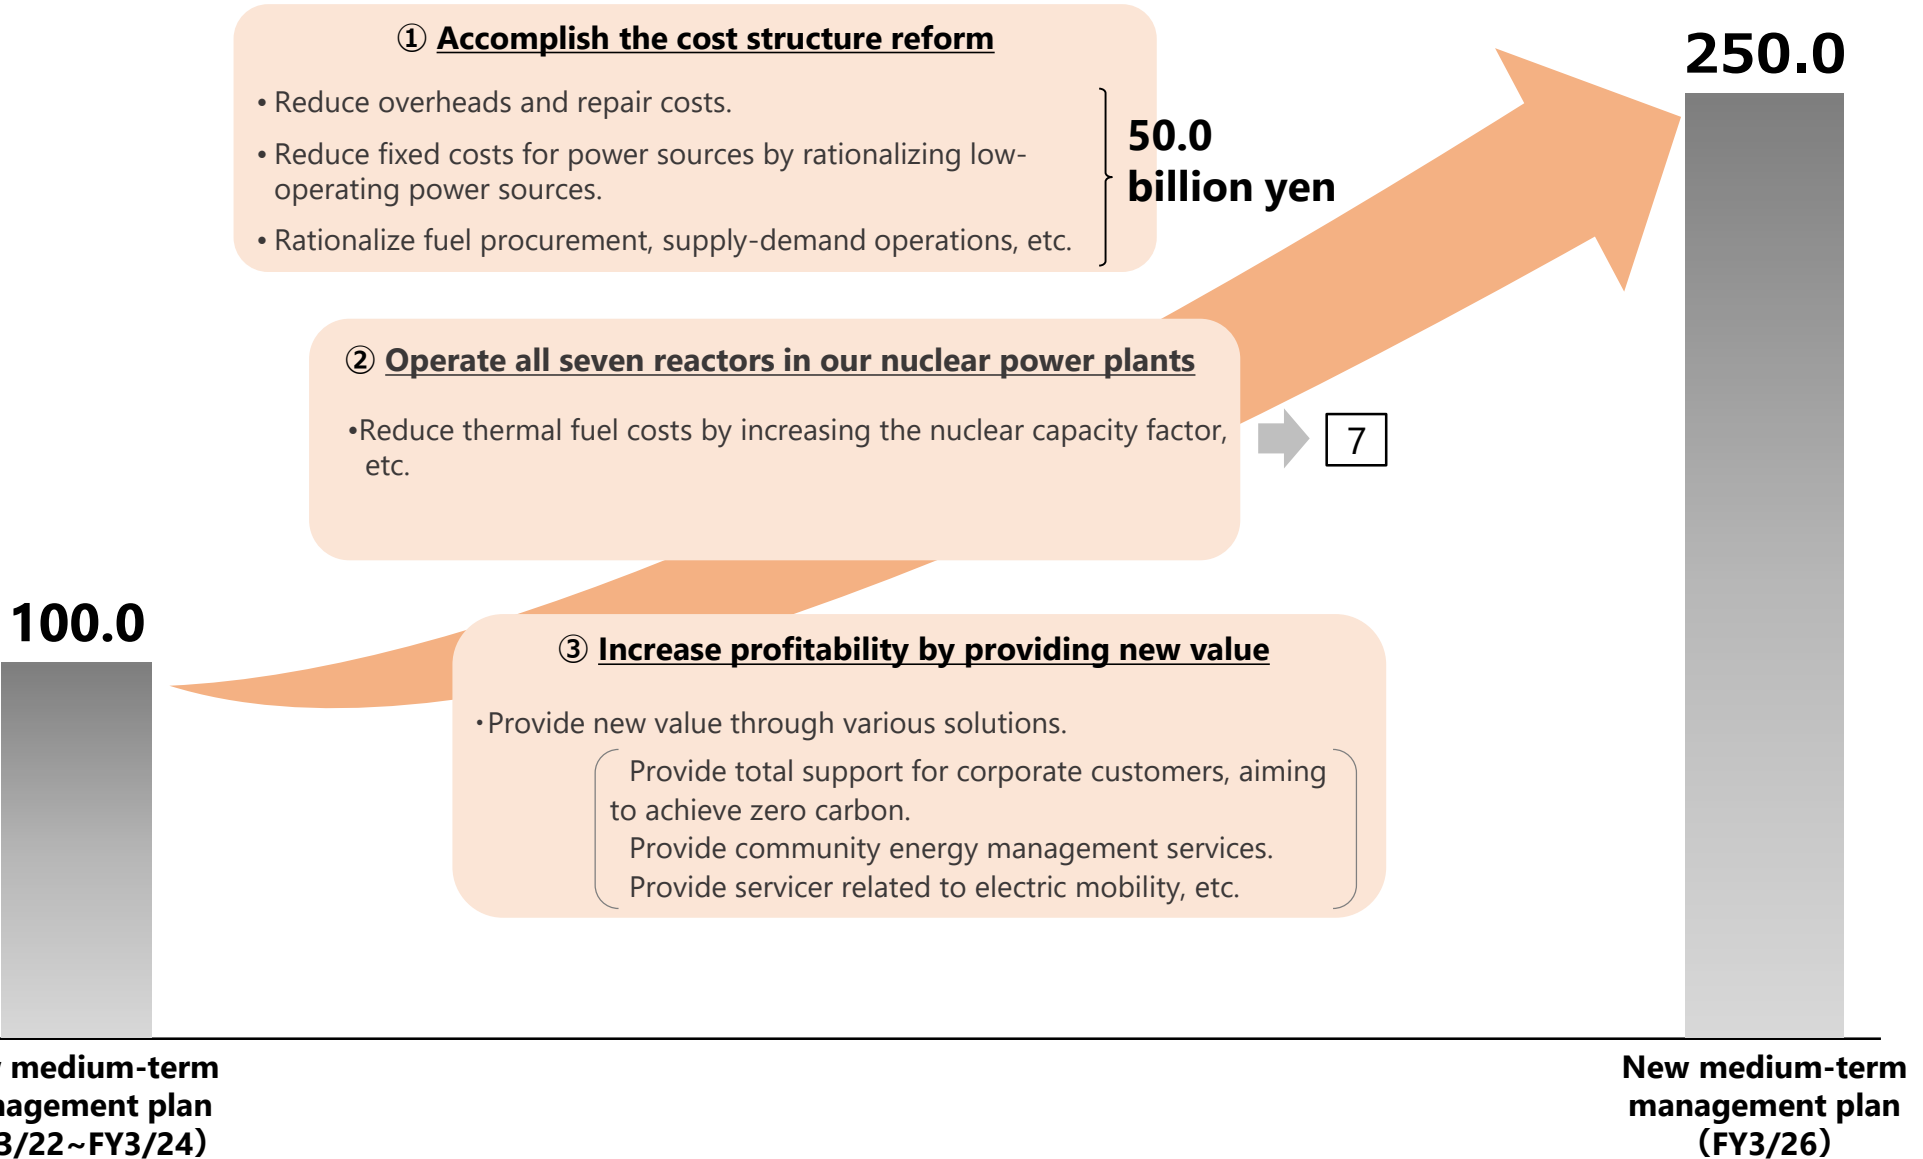 ① Accomplish the cost structure reform
• Reduce overheads and repair costs.
• Reduce fixed costs for power sources by rationalizing low-
operating power sources.
• Rationalize fuel procurement, supply-demand operations, etc.
50.0
billion yen
250.0
② Operate all seven reactors in our nuclear power plants
•Reduce thermal fuel costs by increasing the nuclear capacity factor,
etc.
7
100.0
③ Increase profitability by providing new value
・Provide new value through various solutions.
Provide total support for corporate customers, aiming
to achieve zero carbon.
Provide community energy management services.
Provide servicer related to electric mobility, etc.
medium-term
nagement plan
3/22~FY3/24）
New medium-term
management plan
（FY3/26）